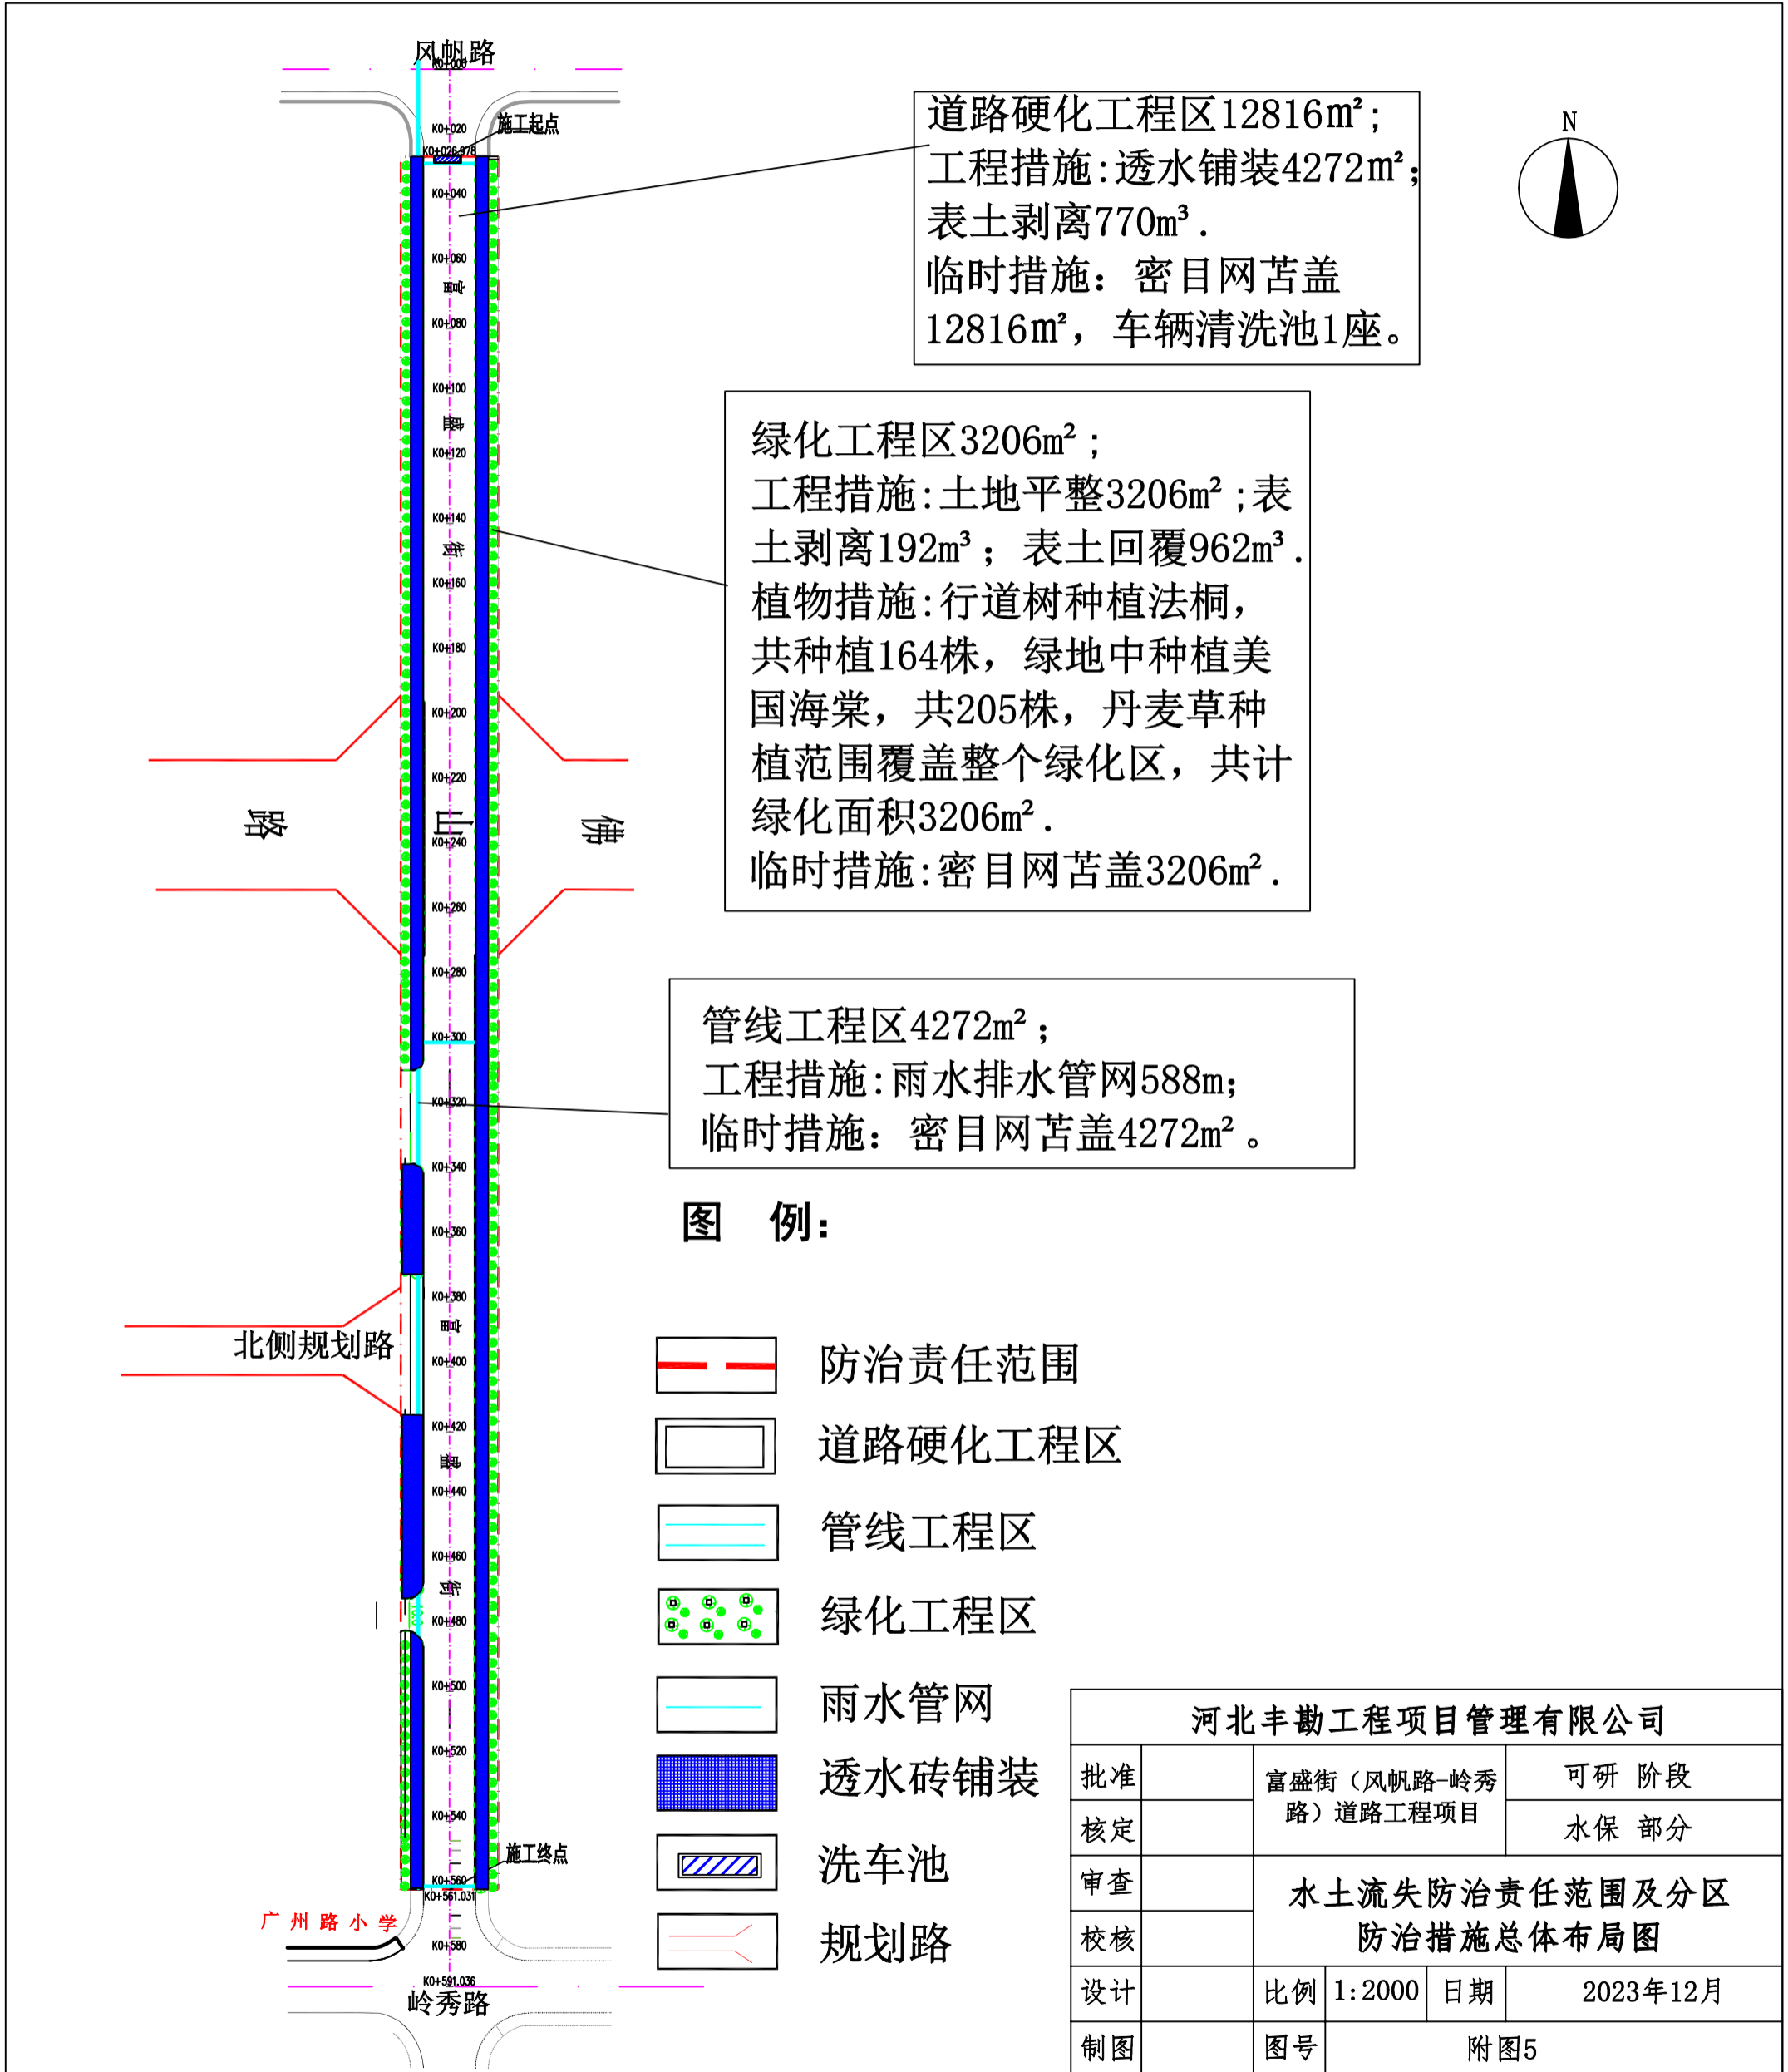 风帆路
K0+000
K0+020
施工起点
K0+026.978
K0+040
K0+060
富
K0+080
K0+100
盛
K0+120
K0+140
街
K0+160
K0+180
K0+200
K0+220
路
山
佛
K0+240
K0+260
K0+280
K0+300
K0+320
K0+340
K0+360
K0+380
富
北侧规划路
K0+400
K0+420
盛
K0+440
K0+460
街
K0+480
K0+500
K0+520
K0+540
施工终点
K0+560
K0+561.031
广州路小学
K0+580
K0+591.036
岭秀路
道路硬化工程区12816m²;
工程措施:透水铺装4272m²;
表土剥离770m³.
临时措施：密目网苫盖
12816m²，车辆清洗池1座。
N
绿化工程区3206m²;
工程措施:土地平整3206m²;表
土剥离192m³；表土回覆962m³.
植物措施:行道树种植法桐，
共种植164株，绿地中种植美
国海棠，共205株，丹麦草种
植范围覆盖整个绿化区，共计
绿化面积3206m².
临时措施:密目网苫盖3206m².
管线工程区4272m²；
工程措施:雨水排水管网588m；
临时措施：密目网苫盖4272m²。
图 例：
防治责任范围
道路硬化工程区
管线工程区
绿化工程区
雨水管网
透水砖铺装
洗车池
规划路
河北丰勘工程项目管理有限公司
批准
富盛街（风帆路-岭秀
路）道路工程项目
可研 阶段
核定
水保 部分
审查
水土流失防治责任范围及分区
防治措施总体布局图
校核
设计
比例
1:2000
日期
2023年12月
制图
图号
附图5